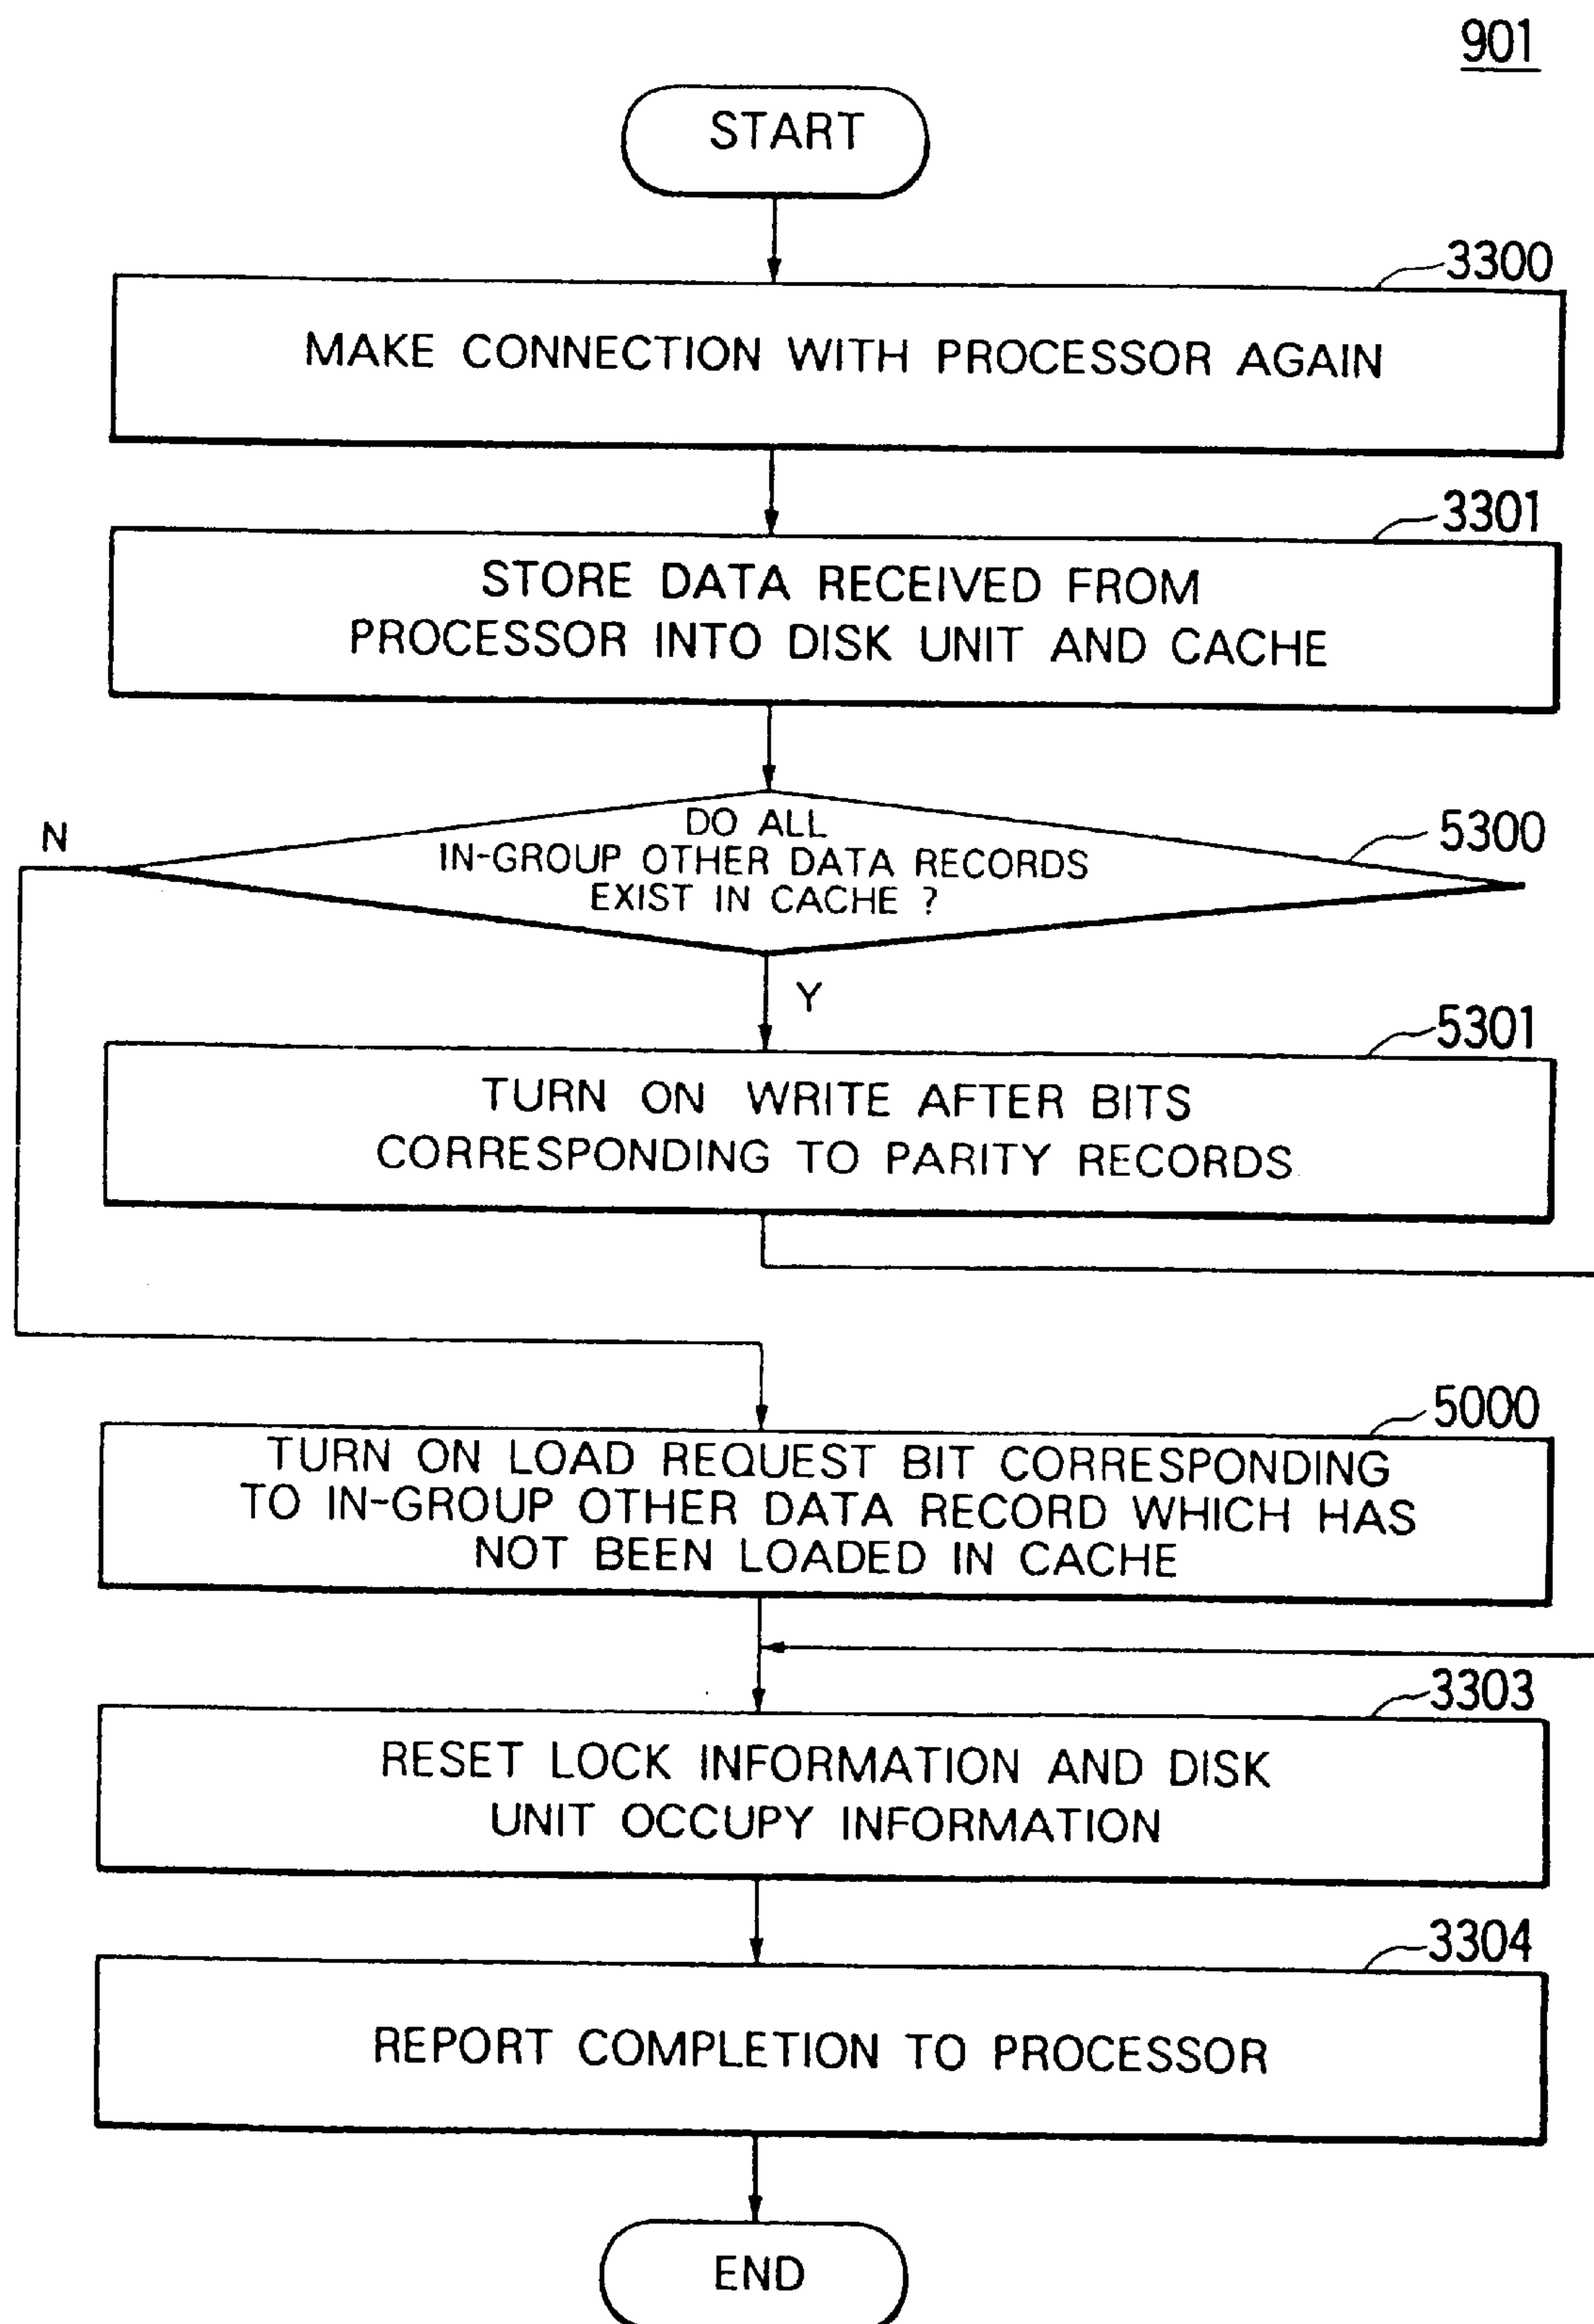 901
START
3300
MAKE CONNECTION WITH PROCESSOR AGAIN
3301
STORE DATA RECEIVED FROM
PROCESSOR INTO DISK UNIT AND CACHE
N
5300
DO ALL
IN-GROUP OTHER DATA RECORDS
EXIST IN CACHE ?
Y
5301
TURN ON WRITE AFTER BITS
CORRESPONDING TO PARITY RECORDS
5000
TURN ON LOAD REQUEST BIT CORRESPONDING
TO IN-GROUP OTHER DATA RECORD WHICH HAS
NOT BEEN LOADED IN CACHE
3303
RESET LOCK INFORMATION AND DISK
UNIT OCCUPY INFORMATION
3304
REPORT COMPLETION TO PROCESSOR
END